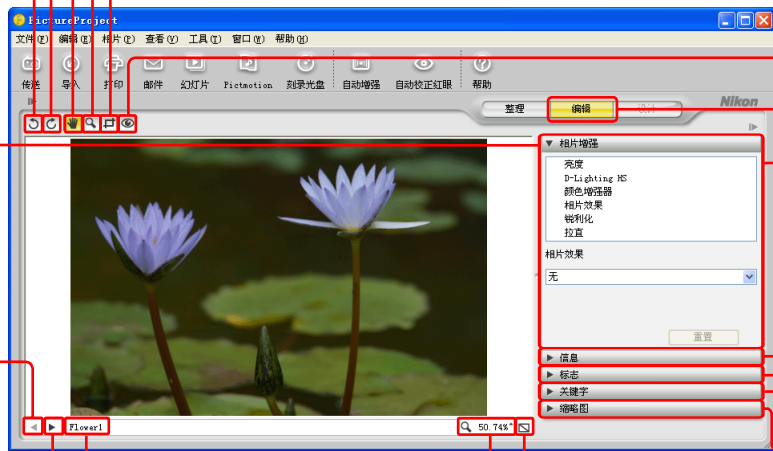 PictureProject
文件(F) 编辑(E) 相片(P) 查看(V) 工具(T) 窗口(W) 帮助(H)
传送 导入 打印 邮件 幻灯片 Pictmotion 刻录光盘 自动增强 自动校正红眼 帮助
整理 编辑 设计 Nikon
相片增强
亮度
D-Lighting HS
颜色增强器
相片效果
锐利化
拉直
相片效果
无
重置
信息
标志
关键字
缩略图
Flower1 50.74%